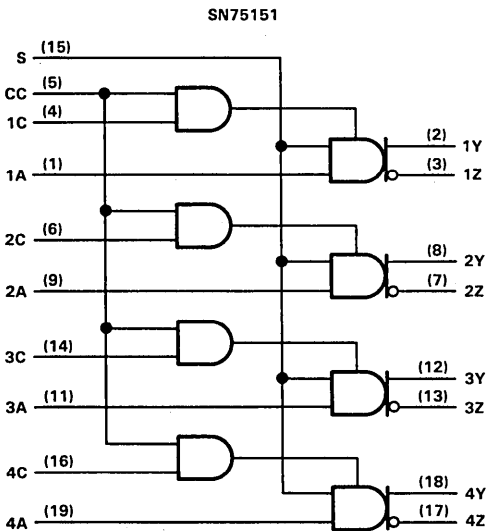 SN75151
S (15)
CC (5)
1C (4)
(2) 1Y
1A (1)
(3) 1Z
2C (6)
(8) 2Y
2A (9)
(7) 2Z
3C (14)
(12) 3Y
3A (11)
(13) 3Z
4C (16)
(18) 4Y
4A (19)
(17) 4Z